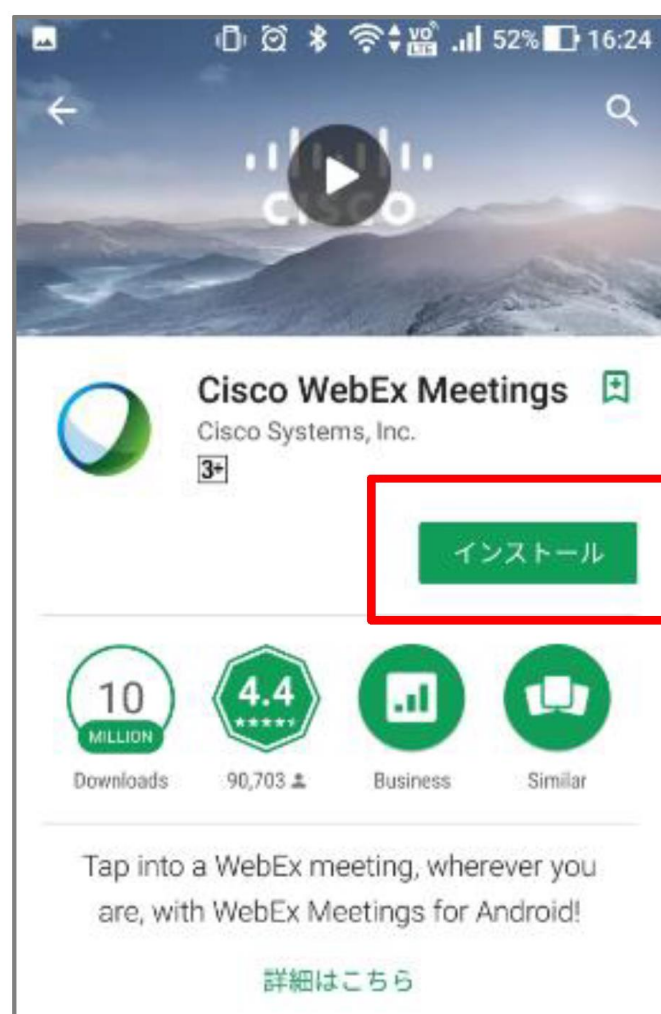 VO LTE 52% 16:24
CISCO
Cisco WebEx Meetings
Cisco Systems, Inc.
3+
インストール
10 4.4
MILLION
Downloads 90,703 Business Similar
Tap into a WebEx meeting, wherever you
are, with WebEx Meetings for Android!
詳細はこちら